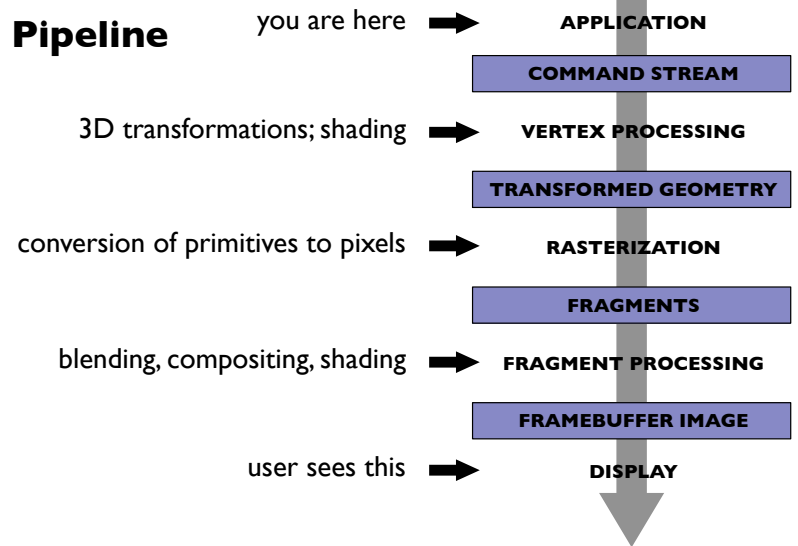 Pipeline
you are here
APPLICATION
COMMAND STREAM
3D transformations; shading
VERTEX PROCESSING
TRANSFORMED GEOMETRY
conversion of primitives to pixels
RASTERIZATION
FRAGMENTS
blending, compositing, shading
FRAGMENT PROCESSING
FRAMEBUFFER IMAGE
user sees this
DISPLAY